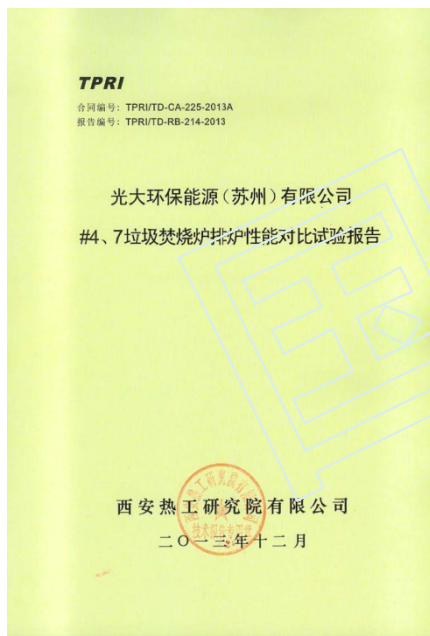 TPRI
合同编号：TPRI/TD-CA-225-2013A
报告编号：TPRI/TD-RB-214-2013
光大环保能源（苏州）有限公司
#4、7垃圾焚烧炉排炉性能对比试验报告
西安热工研究院有限公司
二〇一三年十二月